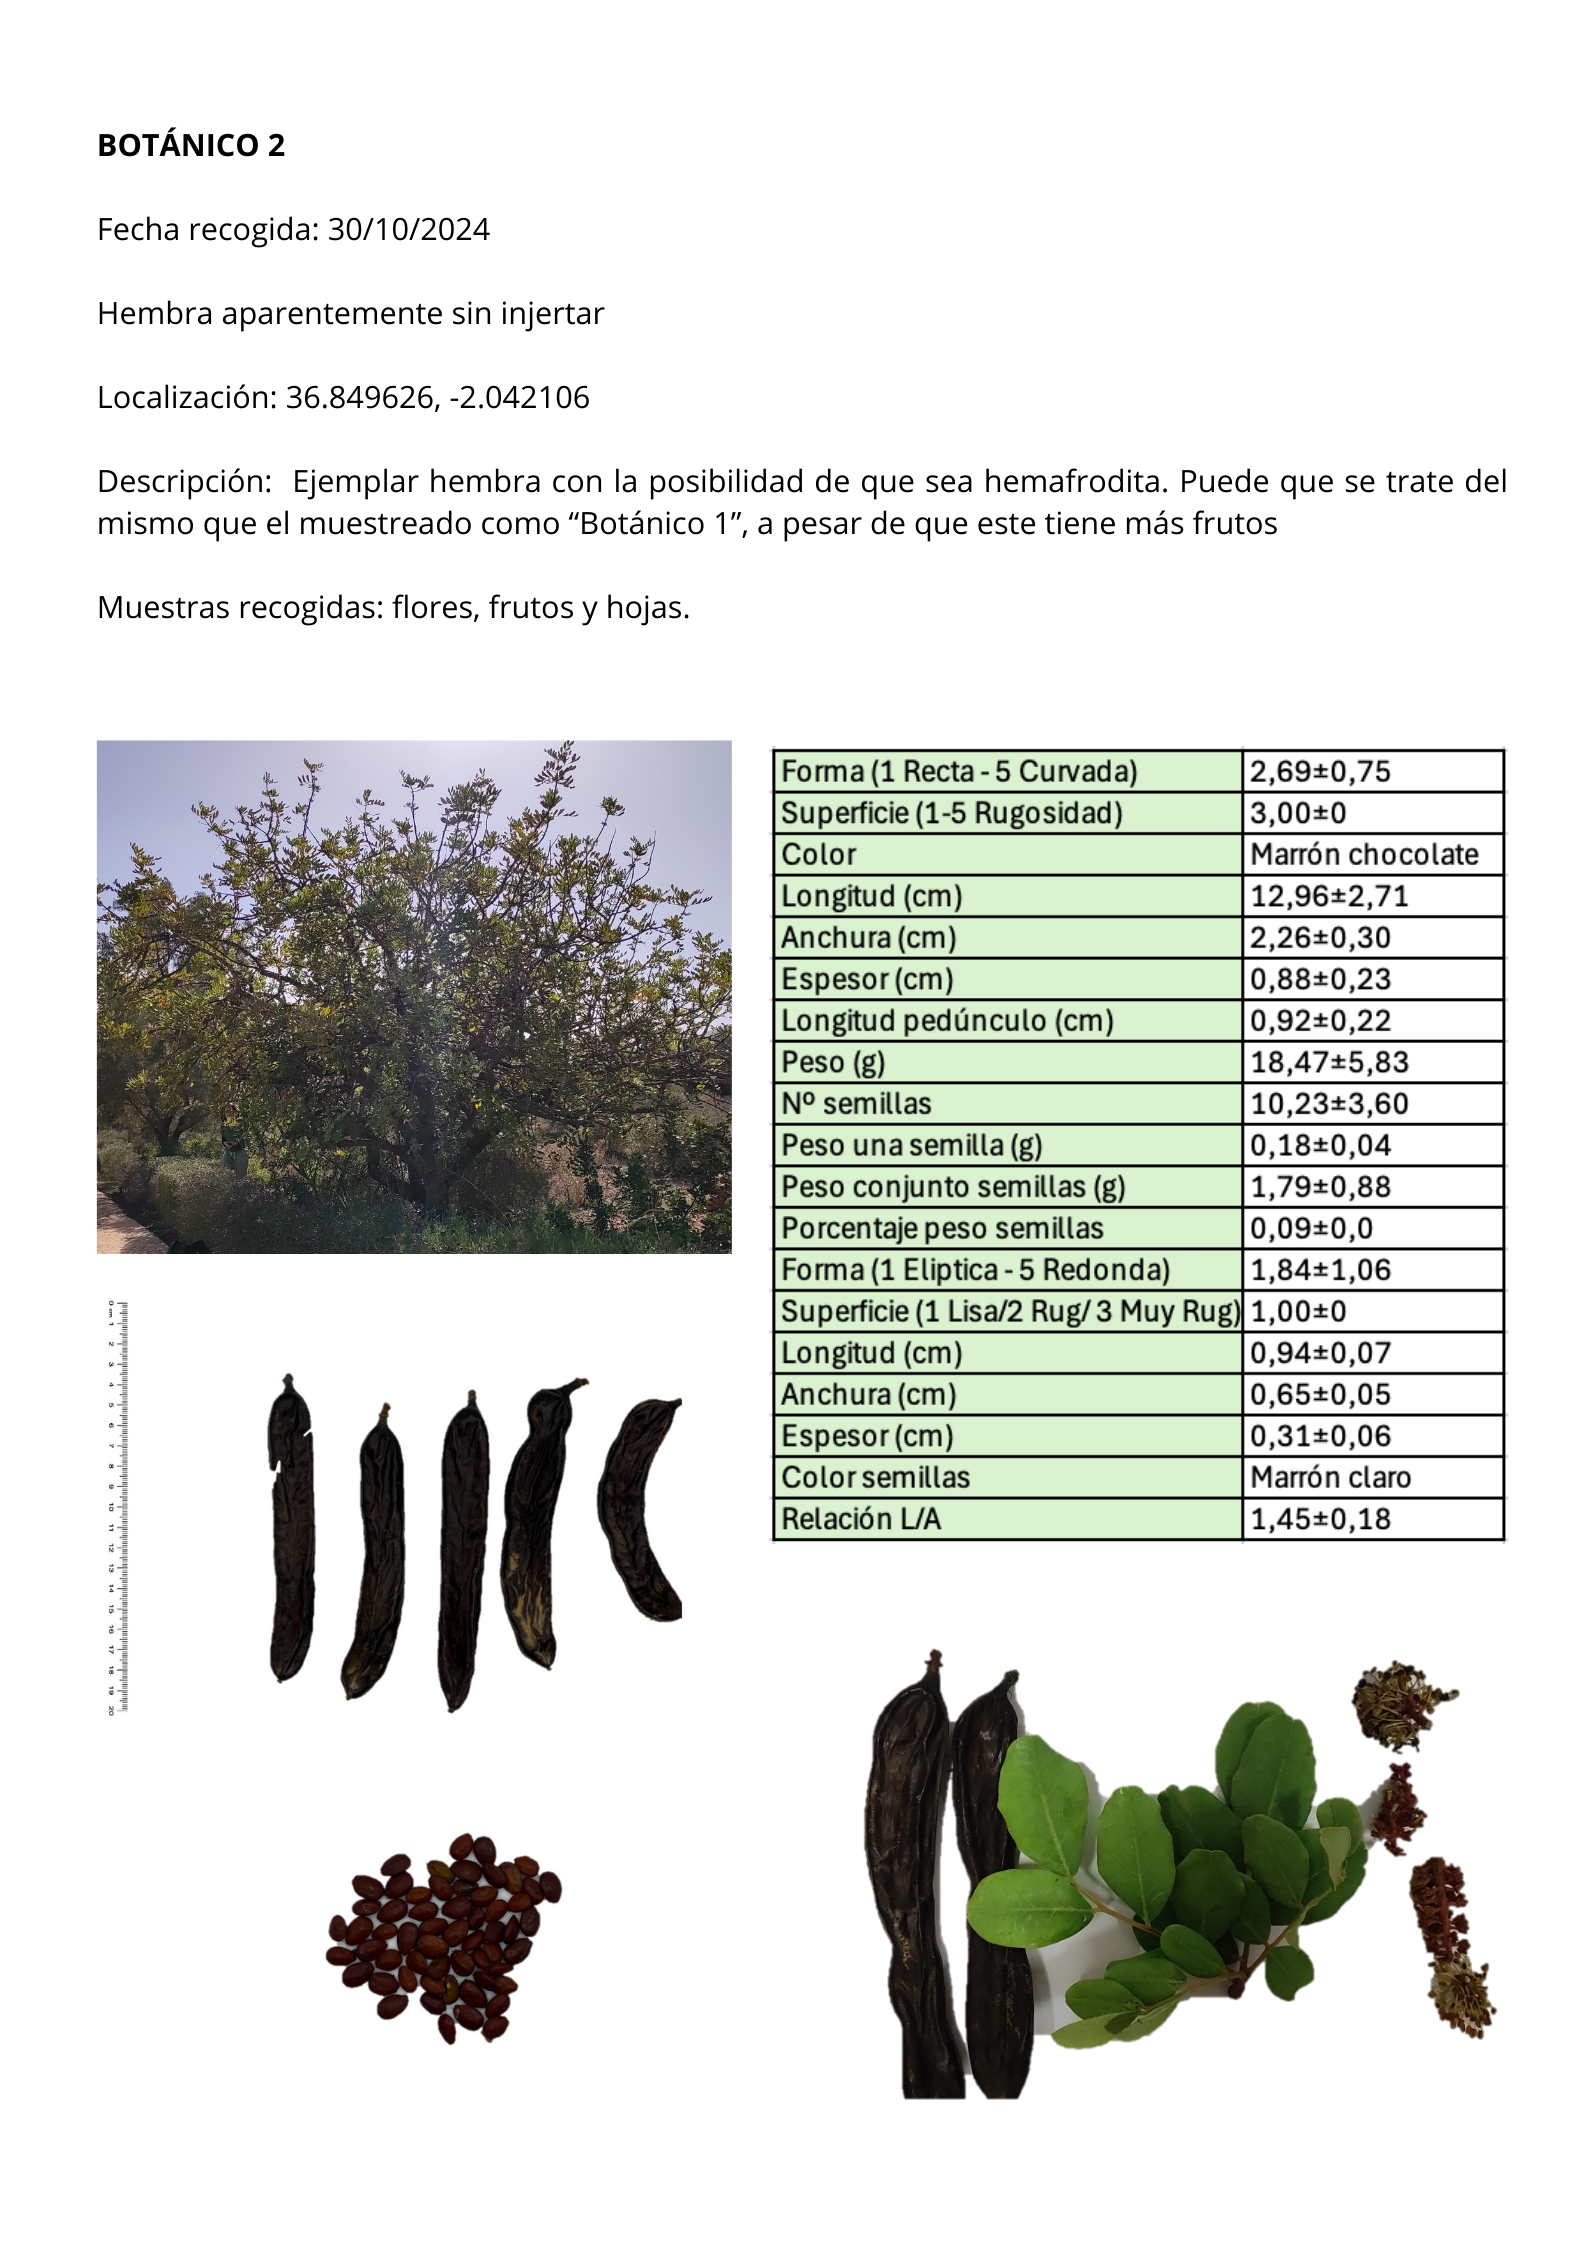 BOTÁNICO 2
Fecha recogida: 30/10/2024
Hembra aparentemente sin injertar
Localización: 36.849626, -2.042106
Descripción: Ejemplar hembra con la posibilidad de que sea hemafrodita. Puede que se trate del
mismo que el muestreado como “Botánico 1”, a pesar de que este tiene más frutos
Muestras recogidas: flores, frutos y hojas.
Forma (1 Recta - 5 Curvada) 2,69±0,75
Superficie (1-5 Rugosidad) 3,00±0
Color Marrón chocolate
Longitud (cm) 12,96±2,71
Anchura (cm) 2,26±0,30
Espesor (cm) 0,88±0,23
Longitud pedúnculo (cm) 0,92±0,22
Peso (g) 18,47±5,83
Nº semillas 10,23±3,60
Peso una semilla (g) 0,18±0,04
Peso conjunto semillas (g) 1,79±0,88
Porcentaje peso semillas 0,09±0,0
Forma (1 Eliptica - 5 Redonda) 1,84±1,06
Superficie (1 Lisa/2 Rug/ 3 Muy Rug) 1,00±0
Longitud (cm) 0,94±0,07
Anchura (cm) 0,65±0,05
Espesor (cm) 0,31±0,06
Color semillas Marrón claro
Relación L/A 1,45±0,18
0 cm 1 2 3 4 5 6 7 8 9 10 11 12 13 14 15 16 17 18 19 20